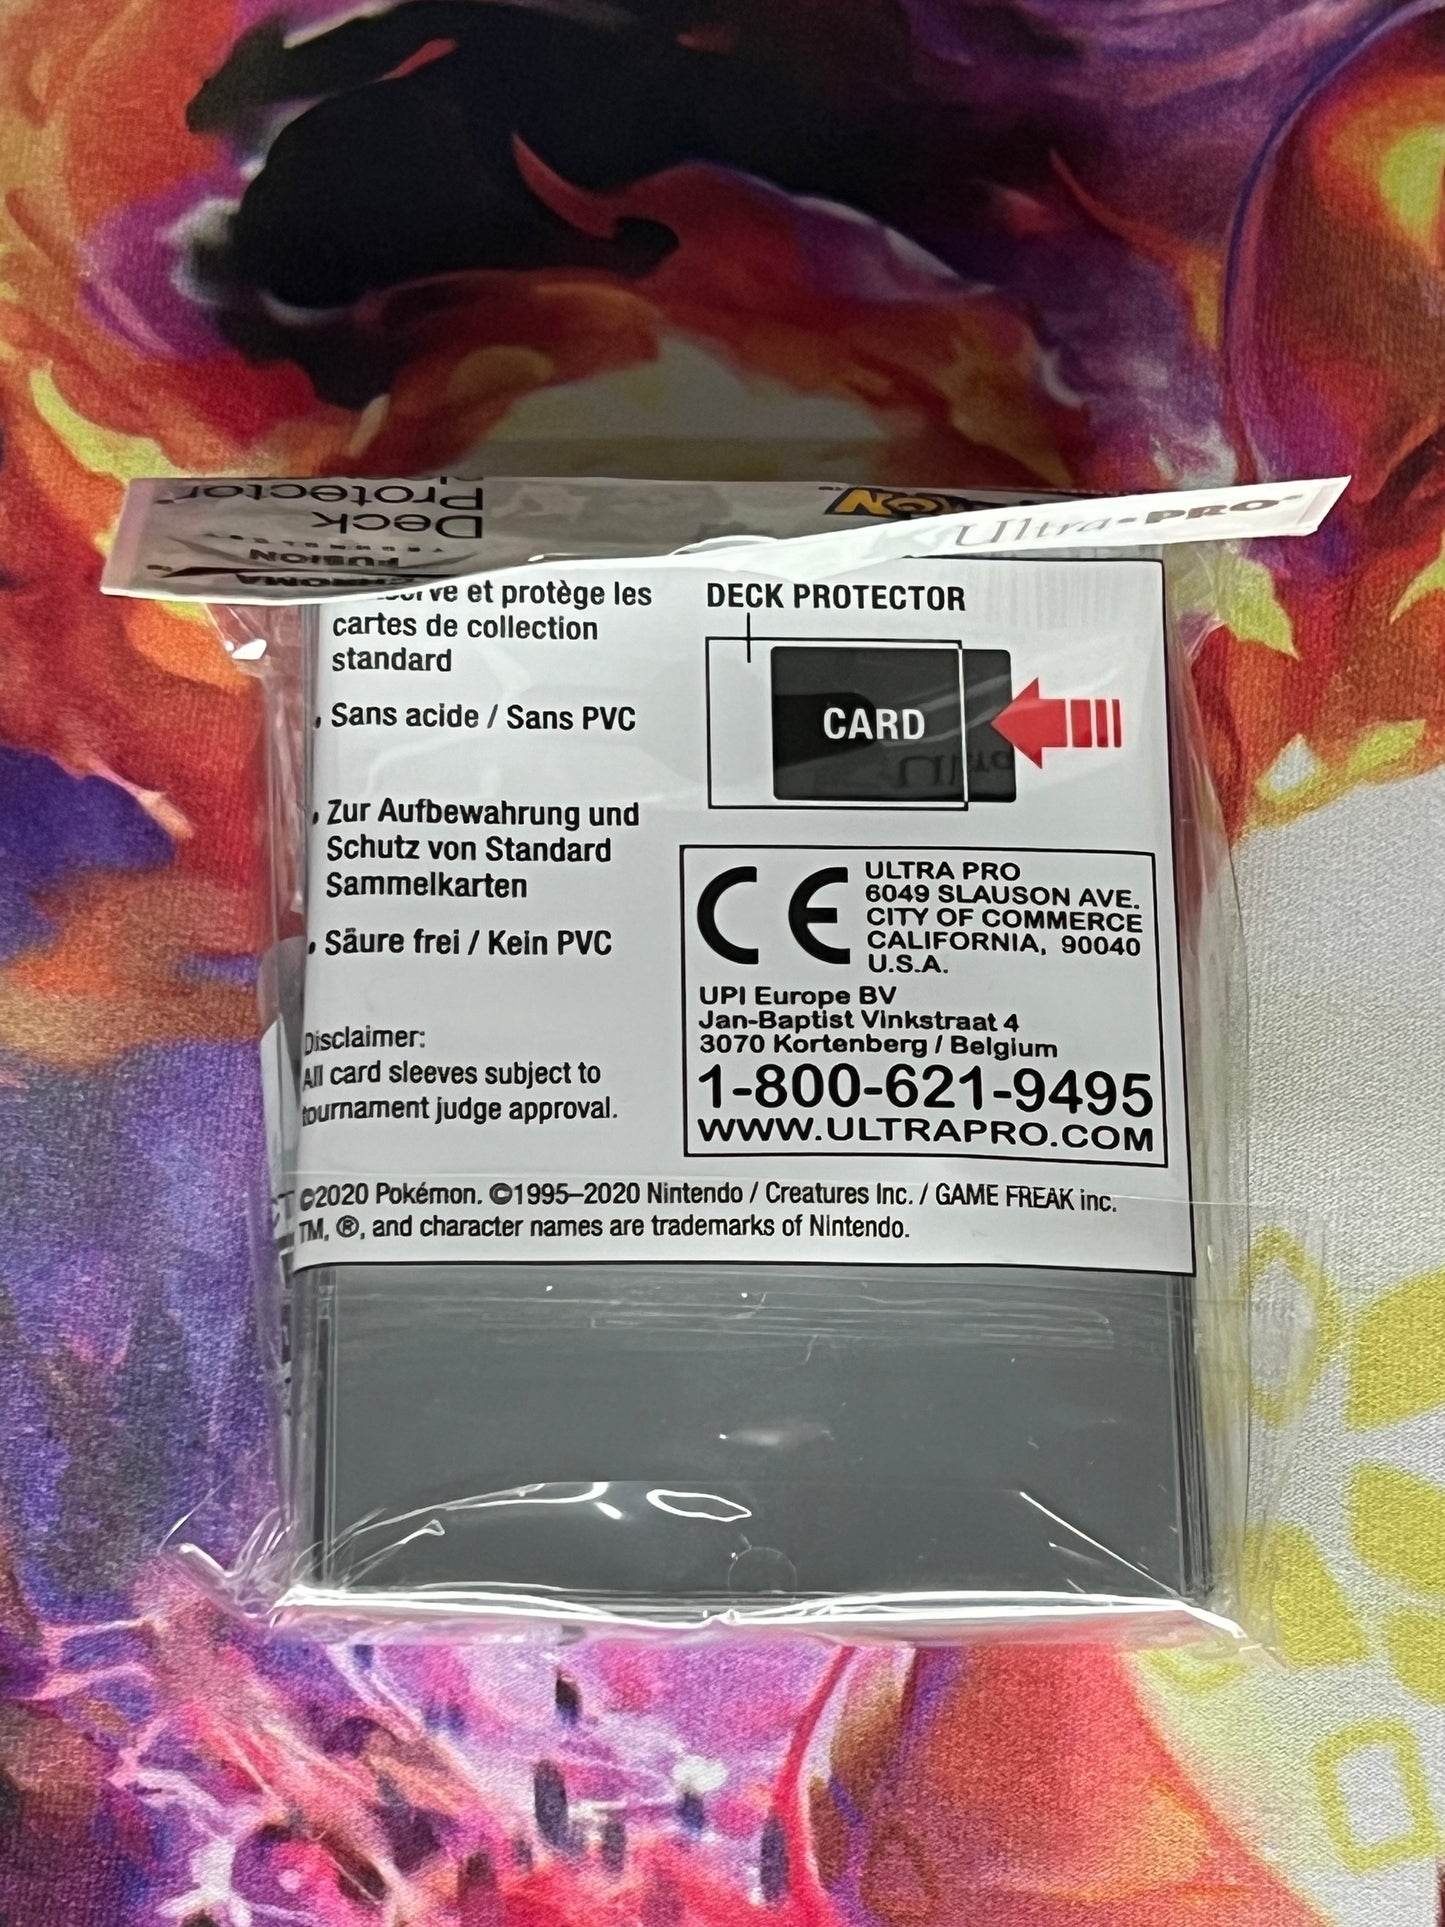 Deck
Protector
FUSION
Ultra•PRO
et protège les
cartes de collection
standard
• Sans acide / Sans PVC
• Zur Aufbewahrung und
Schutz von Standard
Sammelkarten
• Säure frei / Kein PVC
Disclaimer:
All card sleeves subject to
tournament judge approval.
DECK PROTECTOR
CARD
CE
ULTRA PRO
6049 SLAUSON AVE.
CITY OF COMMERCE
CALIFORNIA, 90040
U.S.A.
UPI Europe BV
Jan-Baptist Vinkstraat 4
3070 Kortenberg / Belgium
1-800-621-9495
WWW.ULTRAPRO.COM
©2020 Pokémon. ©1995–2020 Nintendo / Creatures Inc. / GAME FREAK inc.
TM, ®, and character names are trademarks of Nintendo.